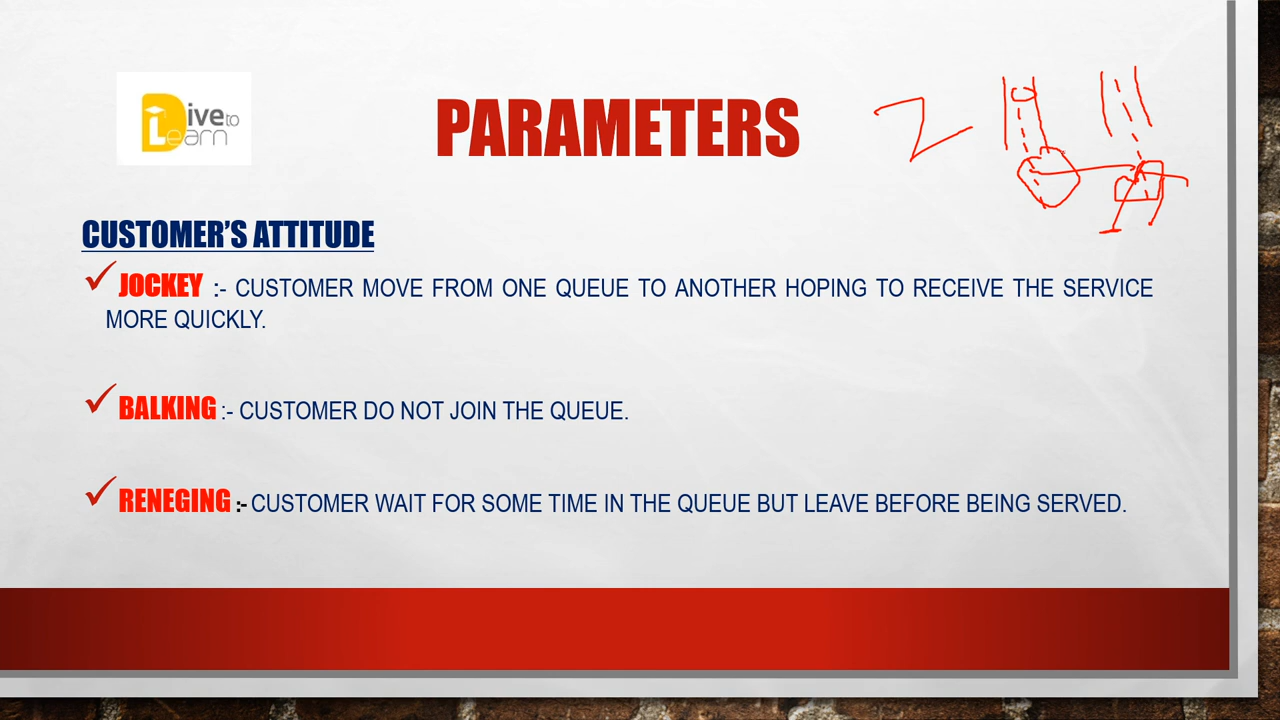 Dive to
Learn
PARAMETERS
2
CUSTOMER'S ATTITUDE
JOCKEY :- CUSTOMER MOVE FROM ONE QUEUE TO ANOTHER HOPING TO RECEIVE THE SERVICE
MORE QUICKLY.
BALKING :- CUSTOMER DO NOT JOIN THE QUEUE.
RENEGING :- CUSTOMER WAIT FOR SOME TIME IN THE QUEUE BUT LEAVE BEFORE BEING SERVED.